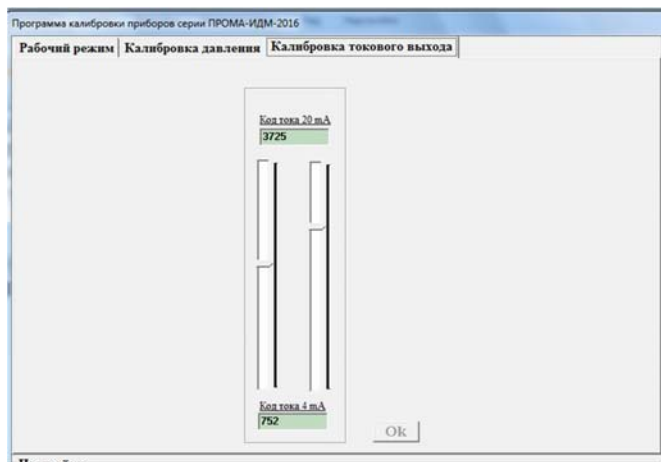 Программа калибровки приборов серии ПРОМА-ИДМ-2016
Рабочий режим Калибровка давления Калибровка токового выхода
Код тока 20 mA
3725
Код тока 4 mA
752
Ok